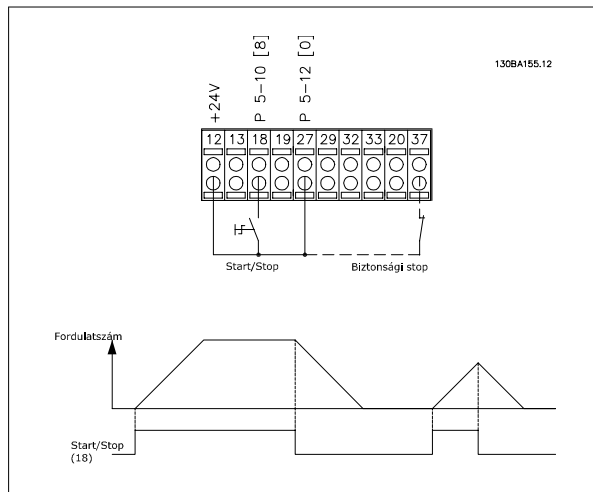 130BA155.12
+24V
P 5-10 [8]
P 5-12 [0]
12 13 18 19 27 29 32 33 20 37
Start/Stop
Biztonsági stop
Fordulatszám
Start/Stop
(18)